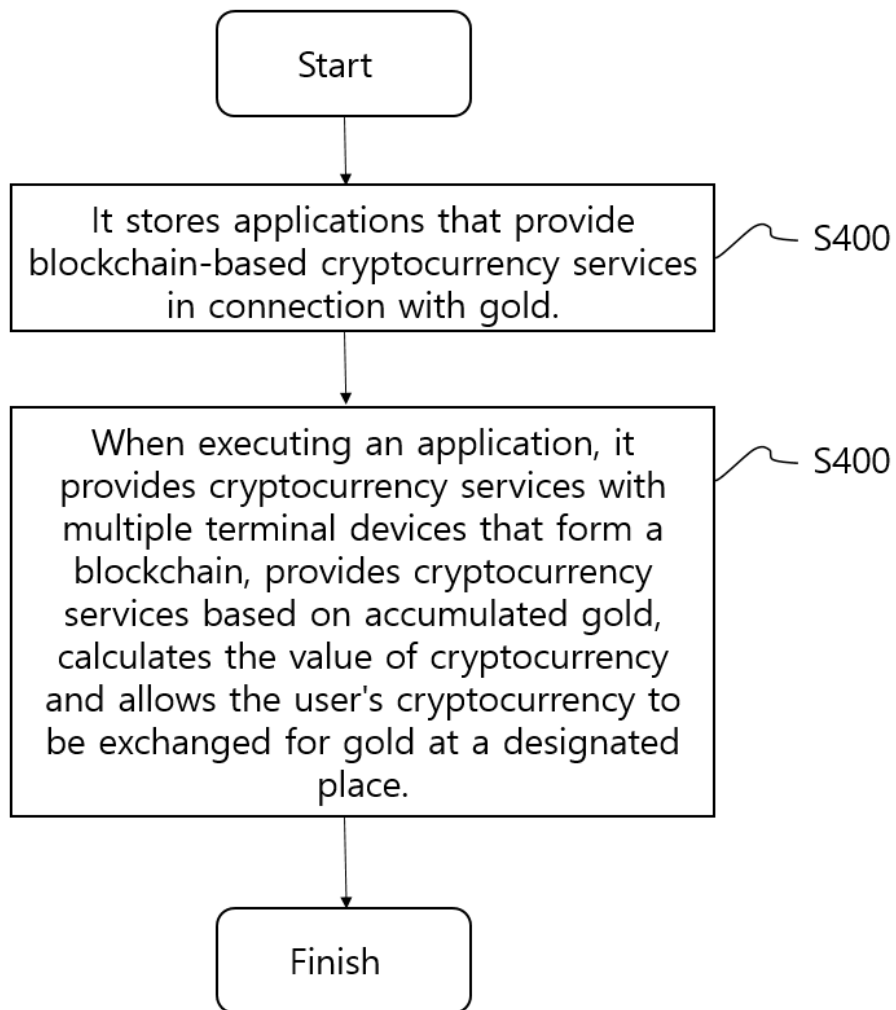 Start
It stores applications that provide
blockchain-based cryptocurrency services
in connection with gold.
S400
When executing an application, it
provides cryptocurrency services with
multiple terminal devices that form a
blockchain, provides cryptocurrency
services based on accumulated gold,
calculates the value of cryptocurrency
and allows the user's cryptocurrency to
be exchanged for gold at a designated
place.
S400
Finish